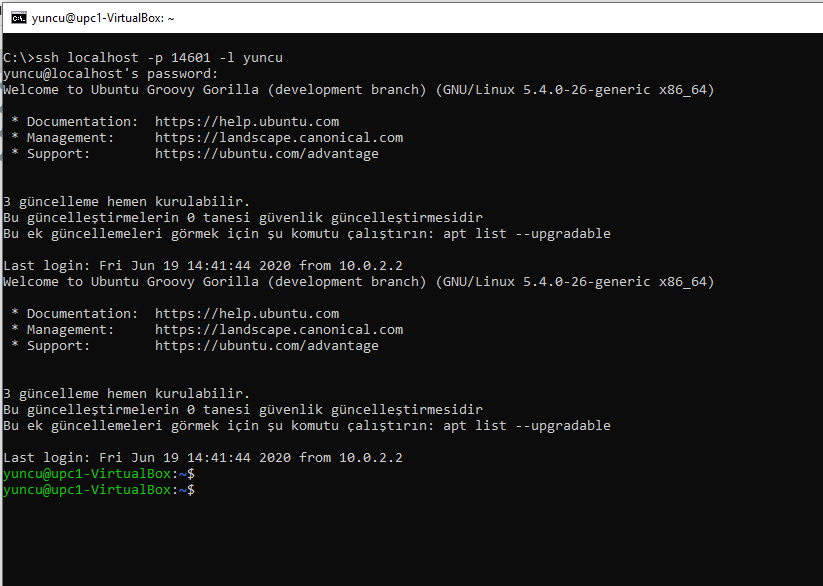 yuncu@upc1-VirtualBox: ~
C:\>ssh localhost -p 14601 -l yuncu
yuncu@localhost's password:
Welcome to Ubuntu Groovy Gorilla (development branch) (GNU/Linux 5.4.0-26-generic x86_64)
* Documentation:  https://help.ubuntu.com
* Management:     https://landscape.canonical.com
* Support:        https://ubuntu.com/advantage
3 güncelleme hemen kurulabilir.
Bu güncelleştirmelerin 0 tanesi güvenlik güncelleştirmesidir
Bu ek güncellemeleri görmek için şu komutu çalıştırın: apt list --upgradable
Last login: Fri Jun 19 14:41:44 2020 from 10.0.2.2
Welcome to Ubuntu Groovy Gorilla (development branch) (GNU/Linux 5.4.0-26-generic x86_64)
* Documentation:  https://help.ubuntu.com
* Management:     https://landscape.canonical.com
* Support:        https://ubuntu.com/advantage
3 güncelleme hemen kurulabilir.
Bu güncelleştirmelerin 0 tanesi güvenlik güncelleştirmesidir
Bu ek güncellemeleri görmek için şu komutu çalıştırın: apt list --upgradable
Last login: Fri Jun 19 14:41:44 2020 from 10.0.2.2
yuncu@upc1-VirtualBox:~$
yuncu@upc1-VirtualBox:~$